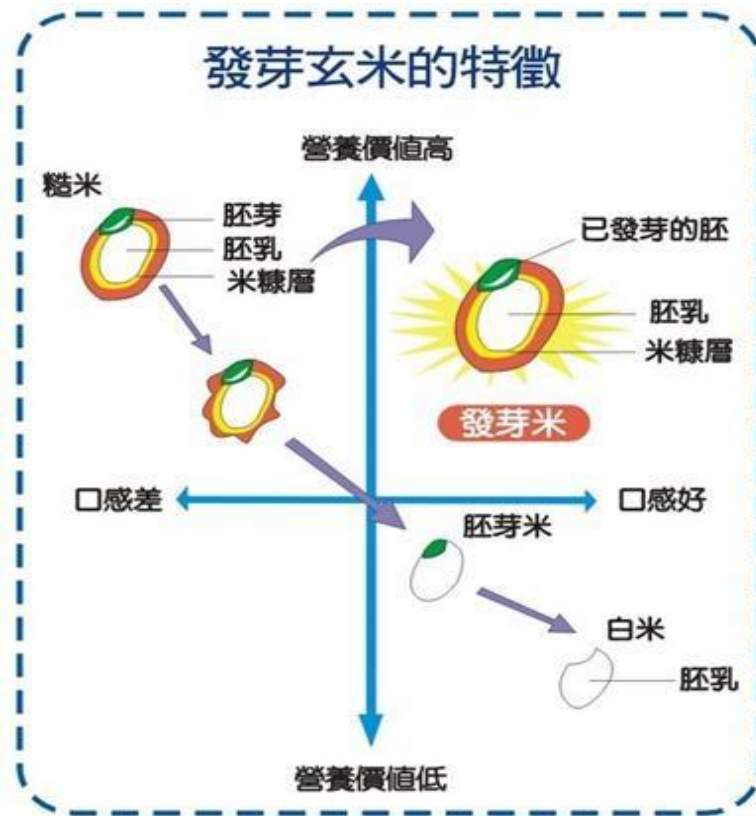 發芽玄米的特徵
營養價值高
糙米
胚芽
胚乳
米糠層
已發芽的胚
胚乳
米糠層
發芽米
口感差
口感好
胚芽米
白米
胚乳
營養價值低